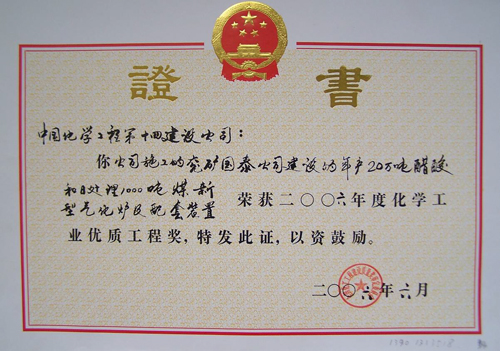 證書
中国化学工程第十四建设公司：
你公司施工的兖矿国泰公司建设的年产20万吨醋酸
和日处理1000吨煤新
型气化炉及配套装置 荣获二〇〇六年度化学工
业优质工程奖，特发此证，以资鼓励。
二〇〇六年六月